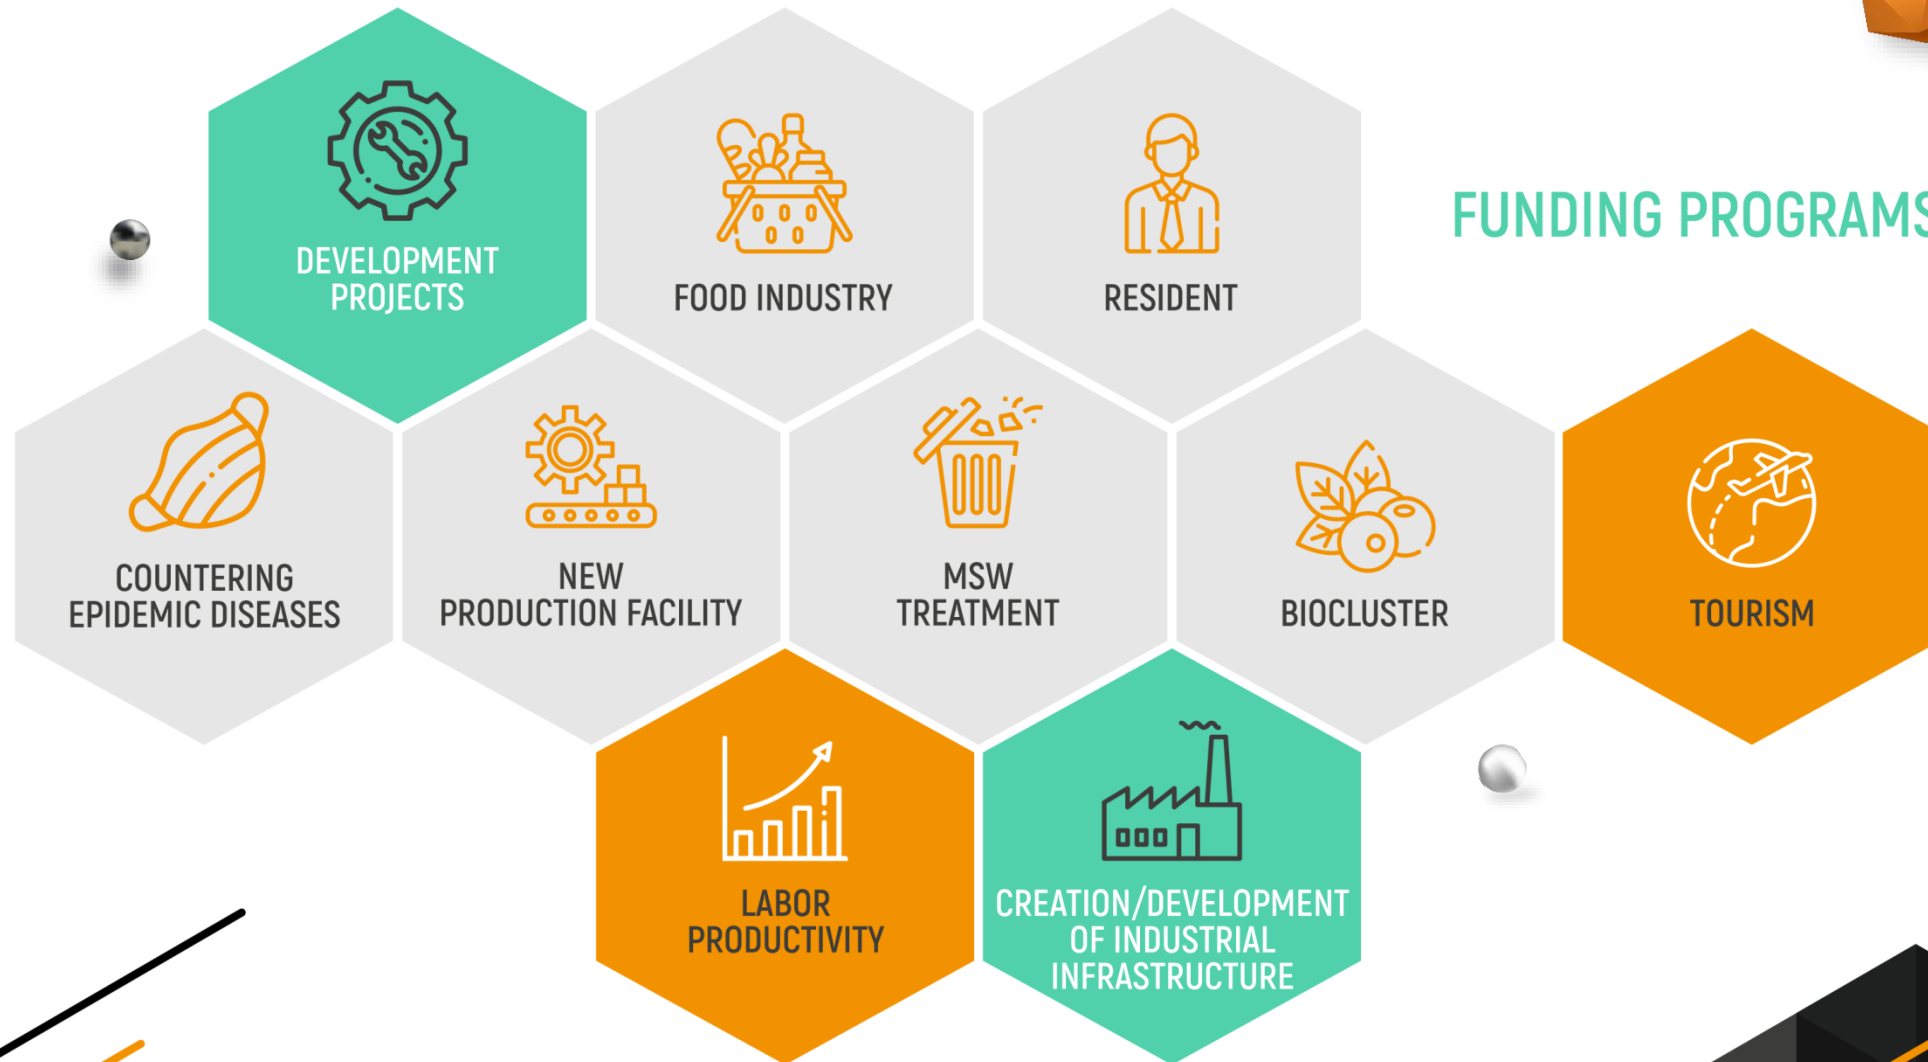 FUNDING PROGRAMS
DEVELOPMENT
PROJECTS
FOOD INDUSTRY
RESIDENT
COUNTERING
EPIDEMIC DISEASES
NEW
PRODUCTION FACILITY
MSW
TREATMENT
BIOCLUSTER
TOURISM
LABOR
PRODUCTIVITY
CREATION/DEVELOPMENT
OF INDUSTRIAL
INFRASTRUCTURE